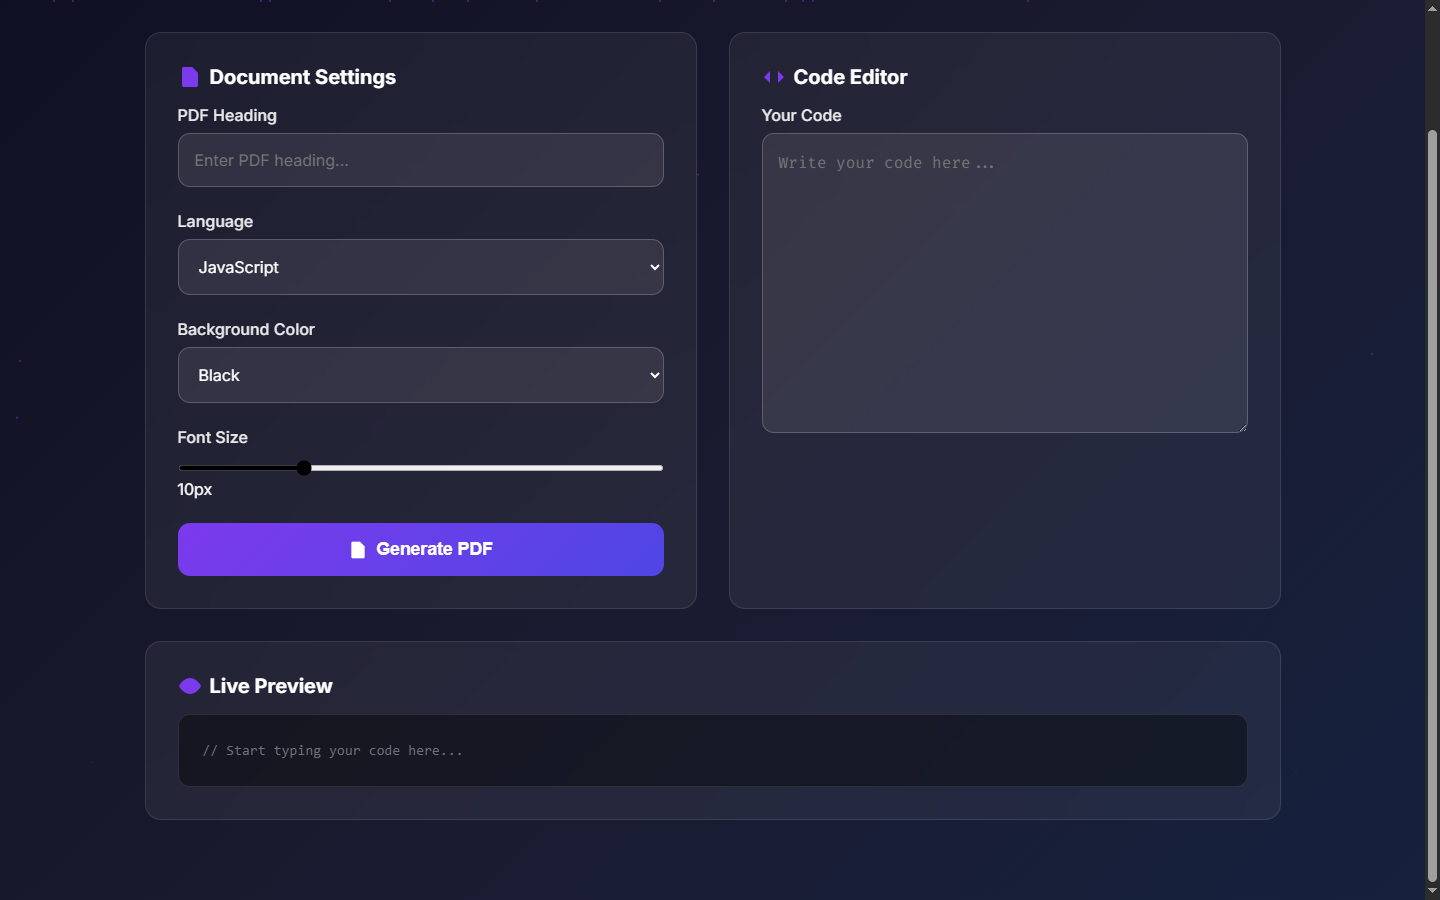 Document Settings
PDF Heading
Enter PDF heading...
Language
JavaScript
Background Color
Black
Font Size
10px
Generate PDF
Code Editor
Your Code
Write your code here...
Live Preview
// Start typing your code here...